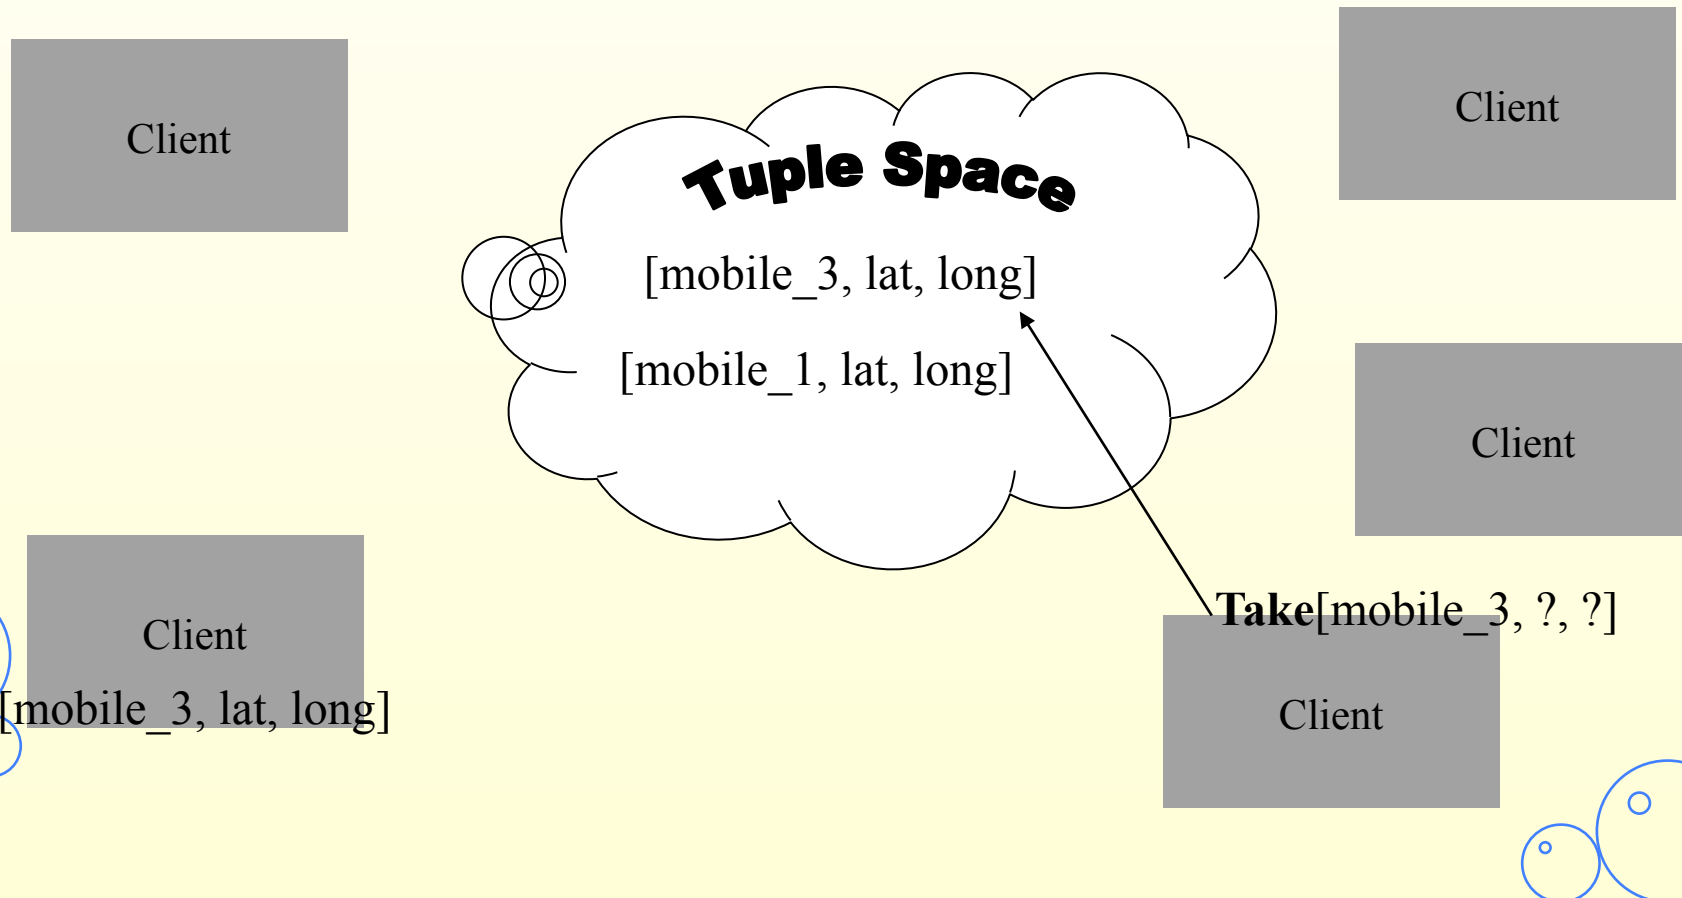 Client
Client
Tuple Space
[mobile_3, lat, long]
[mobile_1, lat, long]
Client
Client
[mobile_3, lat, long]
Take[mobile_3, ?, ?]
Client